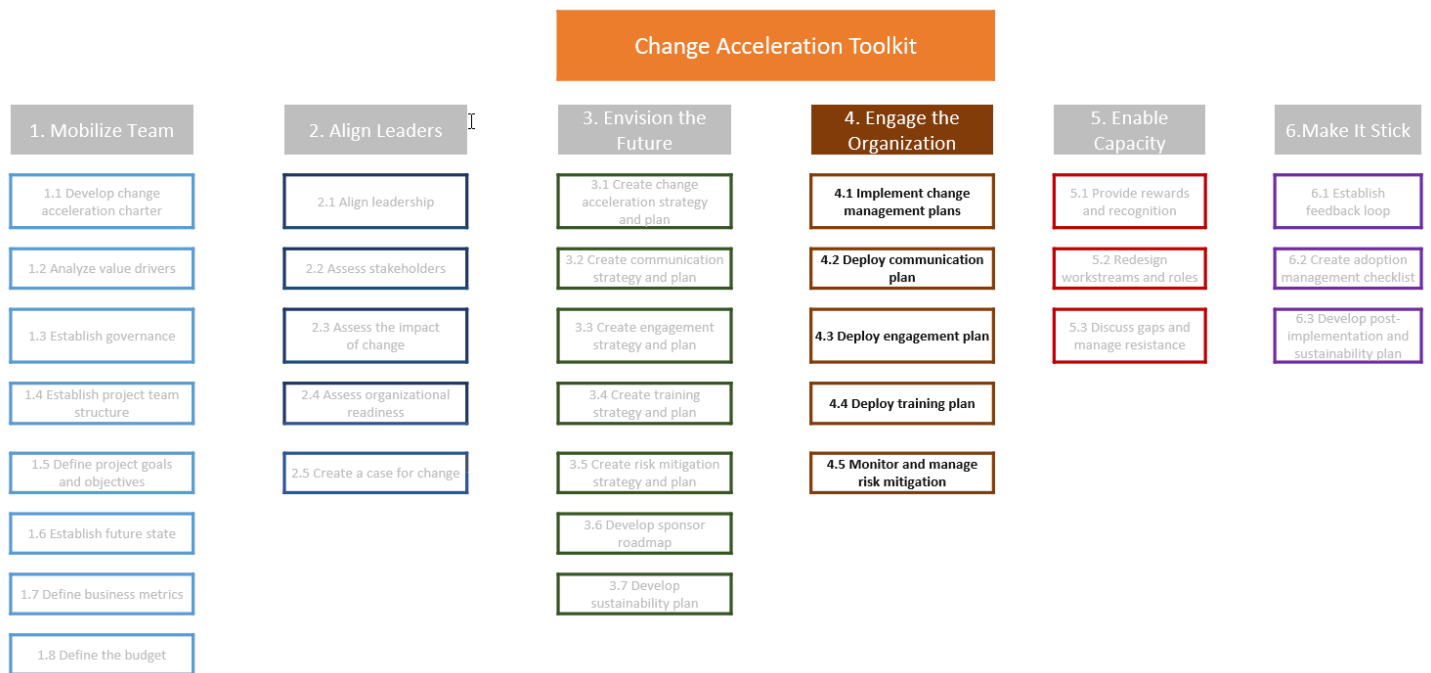 Change Acceleration Toolkit
1. Mobilize Team
1.1 Develop change
acceleration charter
1.2 Analyze value drivers
1.3 Establish governance
1.4 Establish project team
structure
1.5 Define project goals
and objectives
1.6 Establish future state
1.7 Define business metrics
1.8 Define the budget
2. Align Leaders
2.1 Align leadership
2.2 Assess stakeholders
2.3 Assess the impact
of change
2.4 Assess organizational
readiness
2.5 Create a case for change
3. Envision the
Future
3.1 Create change
acceleration strategy
and plan
3.2 Create communication
strategy and plan
3.3 Create engagement
strategy and plan
3.4 Create training
strategy and plan
3.5 Create risk mitigation
strategy and plan
3.6 Develop sponsor
roadmap
3.7 Develop
sustainability plan
4. Engage the
Organization
4.1 Implement change
management plans
4.2 Deploy communication
plan
4.3 Deploy engagement plan
4.4 Deploy training plan
4.5 Monitor and manage
risk mitigation
5. Enable
Capacity
5.1 Provide rewards
and recognition
5.2 Redesign
workstreams and roles
5.3 Discuss gaps and
manage resistance
6.Make It Stick
6.1 Establish
feedback loop
6.2 Create adoption
management checklist
6.3 Develop post-
implementation and
sustainability plan